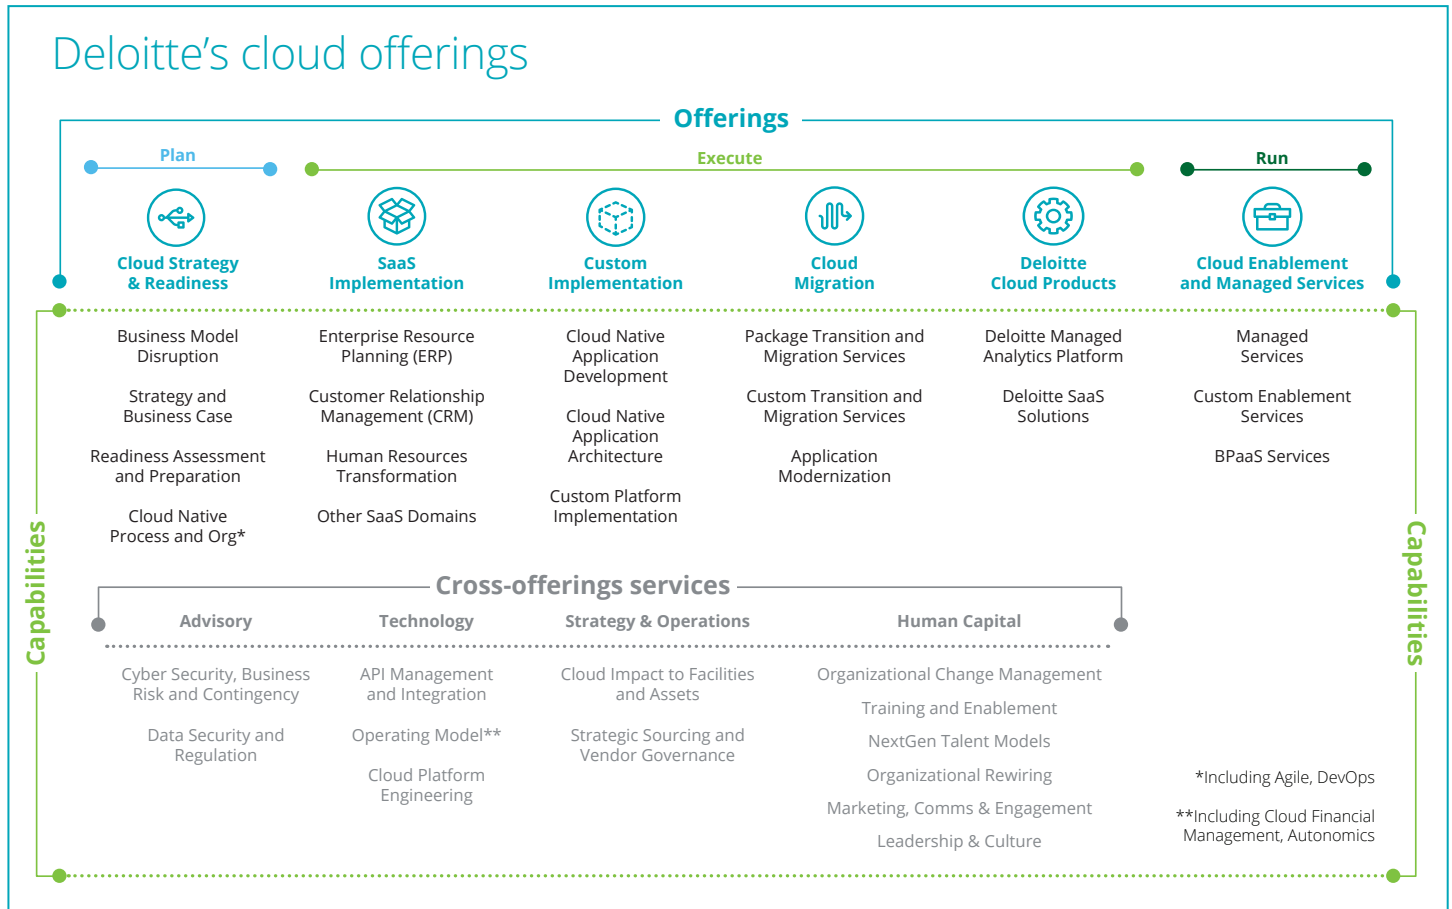 Deloitte’s cloud offerings
Offerings
Plan
Execute
Run
Cloud Strategy
& Readiness
SaaS
Implementation
Custom
Implementation
Cloud
Migration
Deloitte
Cloud Products
Cloud Enablement
and Managed Services
Capabilities
Business Model
Disruption
Strategy and
Business Case
Readiness Assessment
and Preparation
Cloud Native
Process and Org*
Enterprise Resource
Planning (ERP)
Customer Relationship
Management (CRM)
Human Resources
Transformation
Other SaaS Domains
Cloud Native
Application
Development
Cloud Native
Application
Architecture
Custom Platform
Implementation
Package Transition and
Migration Services
Custom Transition and
Migration Services
Application
Modernization
Deloitte Managed
Analytics Platform
Deloitte SaaS
Solutions
Managed
Services
Custom Enablement
Services
BPaaS Services
Capabilities
Cross-offerings services
Advisory
Cyber Security, Business
Risk and Contingency
Data Security and
Regulation
Technology
API Management
and Integration
Operating Model**
Cloud Platform
Engineering
Strategy & Operations
Cloud Impact to Facilities
and Assets
Strategic Sourcing and
Vendor Governance
Human Capital
Organizational Change Management
Training and Enablement
NextGen Talent Models
Organizational Rewiring
Marketing, Comms & Engagement
Leadership & Culture
*Including Agile, DevOps
**Including Cloud Financial
Management, Autonomics